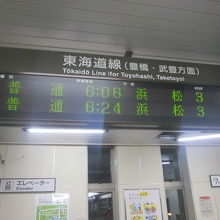 東海道線(豊橋・武豊方面)
Tōkaidō Line (for Toyohashi, Taketoyo)
普通 6:06 浜松 3
普通 6:24 浜松 3
エレベーター
Elevator